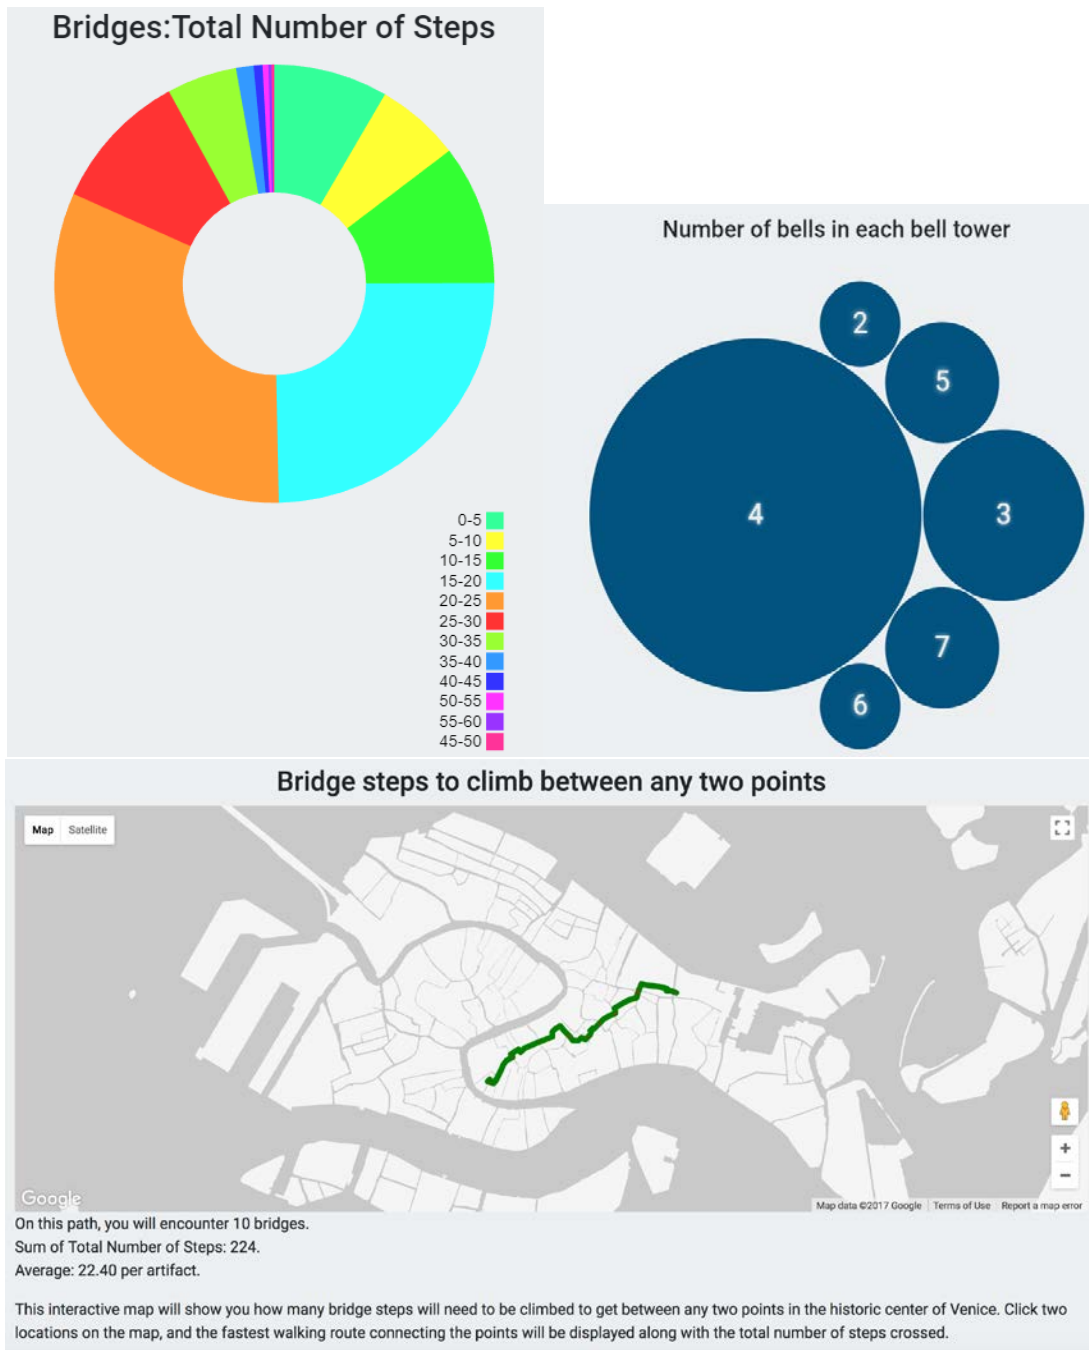 Bridges:Total Number of Steps
0-5
5-10
10-15
15-20
20-25
25-30
30-35
35-40
40-45
50-55
55-60
45-50
Number of bells in each bell tower
2
5
4
3
7
6
Bridge steps to climb between any two points
Map Satellite
Google
Map data ©2017 Google Terms of Use Report a map error
On this path, you will encounter 10 bridges.
Sum of Total Number of Steps: 224.
Average: 22.40 per artifact.
This interactive map will show you how many bridge steps will need to be climbed to get between any two points in the historic center of Venice. Click two
locations on the map, and the fastest walking route connecting the points will be displayed along with the total number of steps crossed.